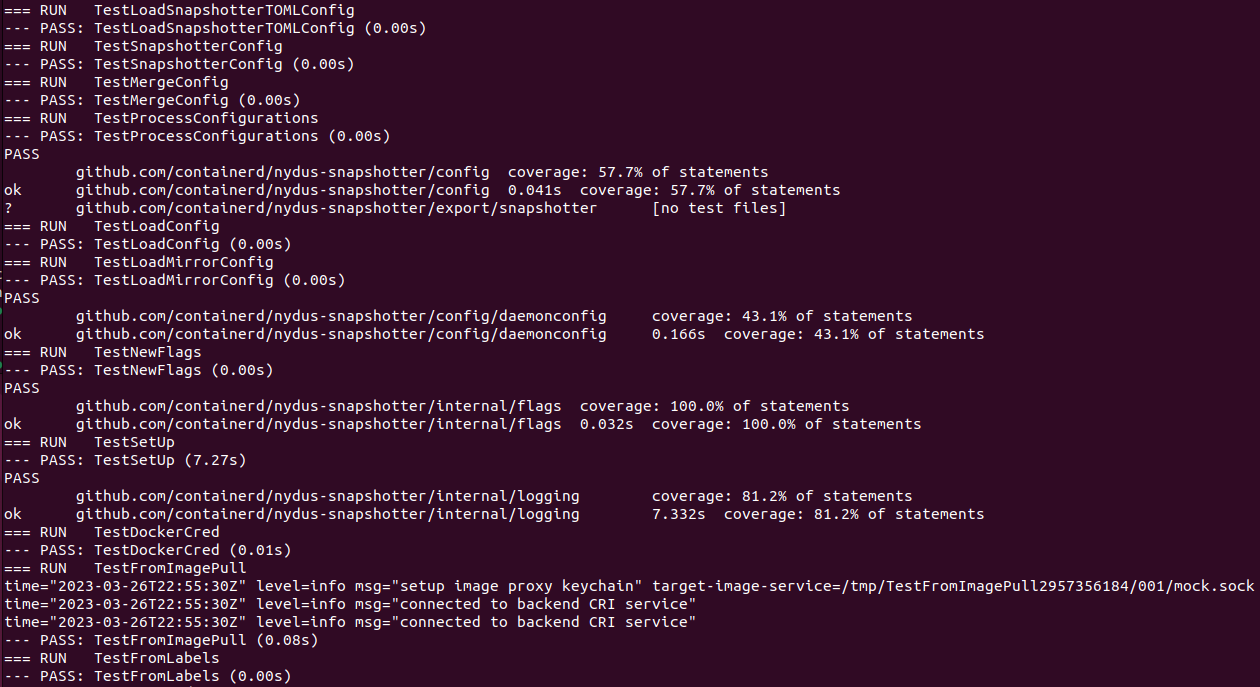 === RUN   TestLoadSnapshotterTOMLConfig
--- PASS: TestLoadSnapshotterTOMLConfig (0.00s)
=== RUN   TestSnapshotterConfig
--- PASS: TestSnapshotterConfig (0.00s)
=== RUN   TestMergeConfig
--- PASS: TestMergeConfig (0.00s)
=== RUN   TestProcessConfigurations
--- PASS: TestProcessConfigurations (0.00s)
PASS
        github.com/containerd/nydus-snapshotter/config  coverage: 57.7% of statements
ok      github.com/containerd/nydus-snapshotter/config  0.041s  coverage: 57.7% of statements
?       github.com/containerd/nydus-snapshotter/export/snapshotter      [no test files]
=== RUN   TestLoadConfig
--- PASS: TestLoadConfig (0.00s)
=== RUN   TestLoadMirrorConfig
--- PASS: TestLoadMirrorConfig (0.00s)
PASS
        github.com/containerd/nydus-snapshotter/config/daemonconfig     coverage: 43.1% of statements
ok      github.com/containerd/nydus-snapshotter/config/daemonconfig     0.166s  coverage: 43.1% of statements
=== RUN   TestNewFlags
--- PASS: TestNewFlags (0.00s)
PASS
        github.com/containerd/nydus-snapshotter/internal/flags  coverage: 100.0% of statements
ok      github.com/containerd/nydus-snapshotter/internal/flags  0.032s  coverage: 100.0% of statements
=== RUN   TestSetUp
--- PASS: TestSetUp (7.27s)
PASS
        github.com/containerd/nydus-snapshotter/internal/logging        coverage: 81.2% of statements
ok      github.com/containerd/nydus-snapshotter/internal/logging        7.332s  coverage: 81.2% of statements
=== RUN   TestDockerCred
--- PASS: TestDockerCred (0.01s)
=== RUN   TestFromImagePull
time="2023-03-26T22:55:30Z" level=info msg="setup image proxy keychain" target-image-service=/tmp/TestFromImagePull2957356184/001/mock.sock
time="2023-03-26T22:55:30Z" level=info msg="connected to backend CRI service"
time="2023-03-26T22:55:30Z" level=info msg="connected to backend CRI service"
--- PASS: TestFromImagePull (0.08s)
=== RUN   TestFromLabels
--- PASS: TestFromLabels (0.00s)